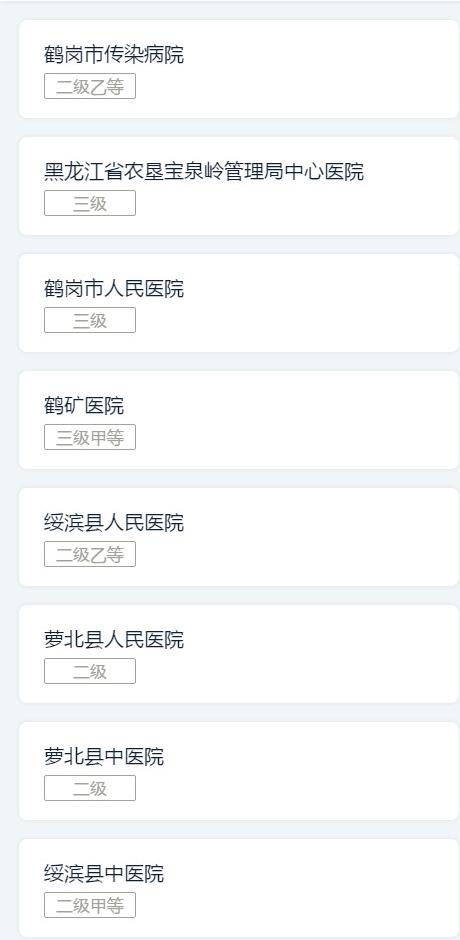 鹤岗市传染病院
二级乙等
黑龙江省农垦宝泉岭管理局中心医院
三级
鹤岗市人民医院
三级
鹤矿医院
三级甲等
绥滨县人民医院
二级乙等
萝北县人民医院
二级
萝北县中医院
二级
绥滨县中医院
二级甲等